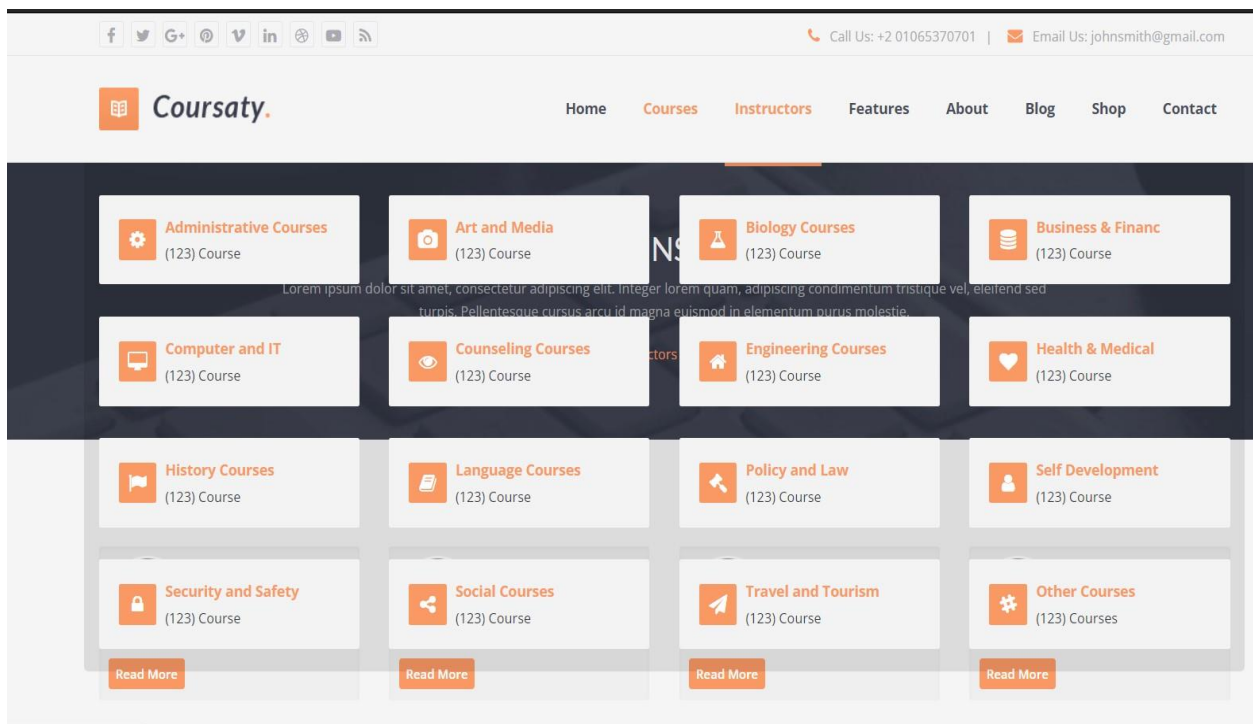 Call Us: +2 01065370701 | Email Us: johnsmith@gmail.com
Coursaty.
Home Courses Instructors Features About Blog Shop Contact
Administrative Courses
(123) Course
Art and Media
(123) Course
Biology Courses
(123) Course
Business & Financ
(123) Course
Lorem ipsum dolor sit amet, consectetur adipiscing elit. Integer lorem quam, adipiscing condimentum tristique vel, eleifend sed
turpis. Pellentesque cursus arcu id magna euismod in elementum purus molestie.
Computer and IT
(123) Course
Counseling Courses
(123) Course
Engineering Courses
(123) Course
Health & Medical
(123) Course
History Courses
(123) Course
Language Courses
(123) Course
Policy and Law
(123) Course
Self Development
(123) Course
Security and Safety
(123) Course
Social Courses
(123) Course
Travel and Tourism
(123) Course
Other Courses
(123) Courses
Read More Read More Read More Read More